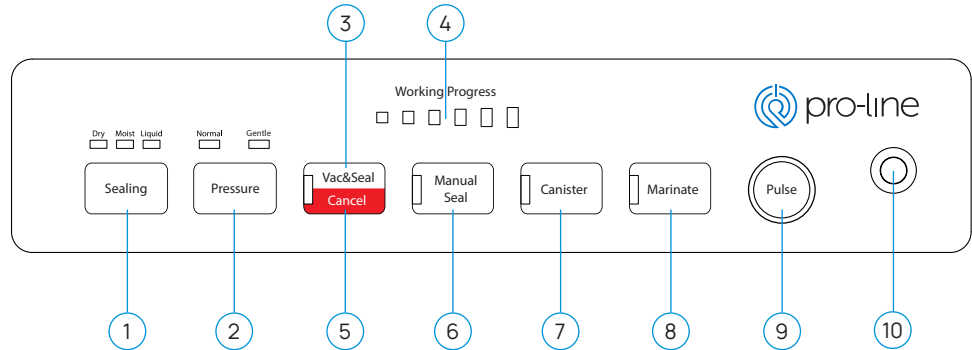 3
4
Working Progress
pro-line
Dry Moist Liquid
Normal Gentle
Sealing
Pressure
Vac&Seal
Cancel
Manual
Seal
Canister
Marinate
Pulse
1
2
5
6
7
8
9
10